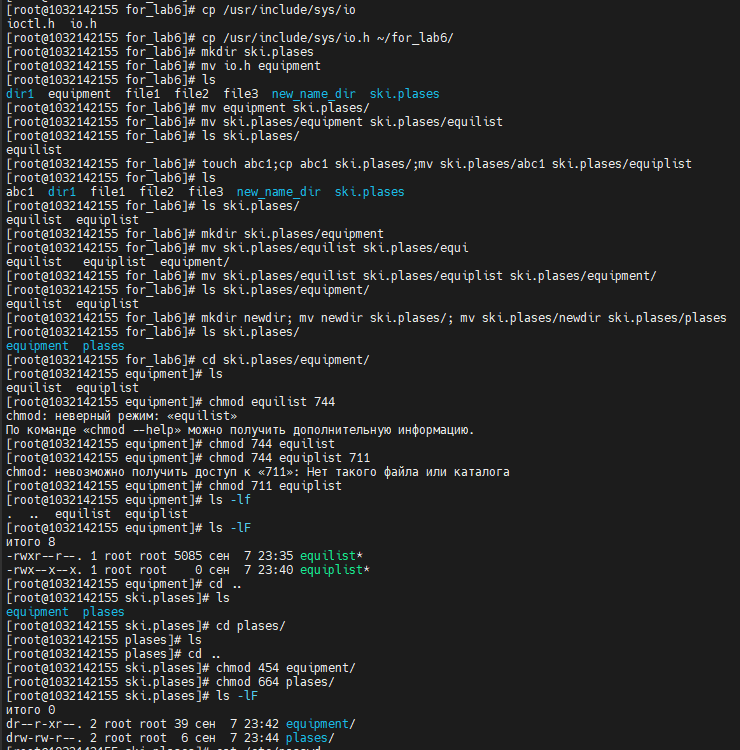 [root@1032142155 for_lab6]# cp /usr/include/sys/io
ioctl.h  io.h
[root@1032142155 for_lab6]# cp /usr/include/sys/io.h ~/for_lab6/
[root@1032142155 for_lab6]# mkdir ski.plases
[root@1032142155 for_lab6]# mv io.h equipment
[root@1032142155 for_lab6]# ls
dir1  equipment  file1  file2  file3  new_name_dir  ski.plases
[root@1032142155 for_lab6]# mv equipment ski.plases/
[root@1032142155 for_lab6]# mv ski.plases/equipment ski.plases/equilist
[root@1032142155 for_lab6]# ls ski.plases/
equilist
[root@1032142155 for_lab6]# touch abc1;cp abc1 ski.plases/;mv ski.plases/abc1 ski.plases/equiplist
[root@1032142155 for_lab6]# ls
abc1  dir1  file1  file2  file3  new_name_dir  ski.plases
[root@1032142155 for_lab6]# ls ski.plases/
equilist  equiplist
[root@1032142155 for_lab6]# mkdir ski.plases/equipment
[root@1032142155 for_lab6]# mv ski.plases/equilist ski.plases/equi
equilist   equiplist  equipment/
[root@1032142155 for_lab6]# mv ski.plases/equilist ski.plases/equiplist ski.plases/equipment/
[root@1032142155 for_lab6]# ls ski.plases/equipment/
equilist  equiplist
[root@1032142155 for_lab6]# mkdir newdir; mv newdir ski.plases/; mv ski.plases/newdir ski.plases/plases
[root@1032142155 for_lab6]# ls ski.plases/
equipment  plases
[root@1032142155 for_lab6]# cd ski.plases/equipment/
[root@1032142155 equipment]# ls
equilist  equiplist
[root@1032142155 equipment]# chmod equilist 744
chmod: неверный режим: «equilist»
По команде «chmod --help» можно получить дополнительную информацию.
[root@1032142155 equipment]# chmod 744 equilist
[root@1032142155 equipment]# chmod 744 equiplist 711
chmod: невозможно получить доступ к «711»: Нет такого файла или каталога
[root@1032142155 equipment]# chmod 711 equiplist
[root@1032142155 equipment]# ls -lf
.  ..  equilist  equiplist
[root@1032142155 equipment]# ls -lF
итого 8
-rwxr--r--. 1 root root 5085 сен  7 23:35 equilist*
-rwx--x--x. 1 root root    0 сен  7 23:40 equiplist*
[root@1032142155 equipment]# cd ..
[root@1032142155 ski.plases]# ls
equipment  plases
[root@1032142155 ski.plases]# cd plases/
[root@1032142155 plases]# ls
[root@1032142155 plases]# cd ..
[root@1032142155 ski.plases]# chmod 454 equipment/
[root@1032142155 ski.plases]# chmod 664 plases/
[root@1032142155 ski.plases]# ls -lF
итого 0
dr--r-xr--. 2 root root 39 сен  7 23:42 equipment/
drw-rw-r--. 2 root root  6 сен  7 23:44 plases/